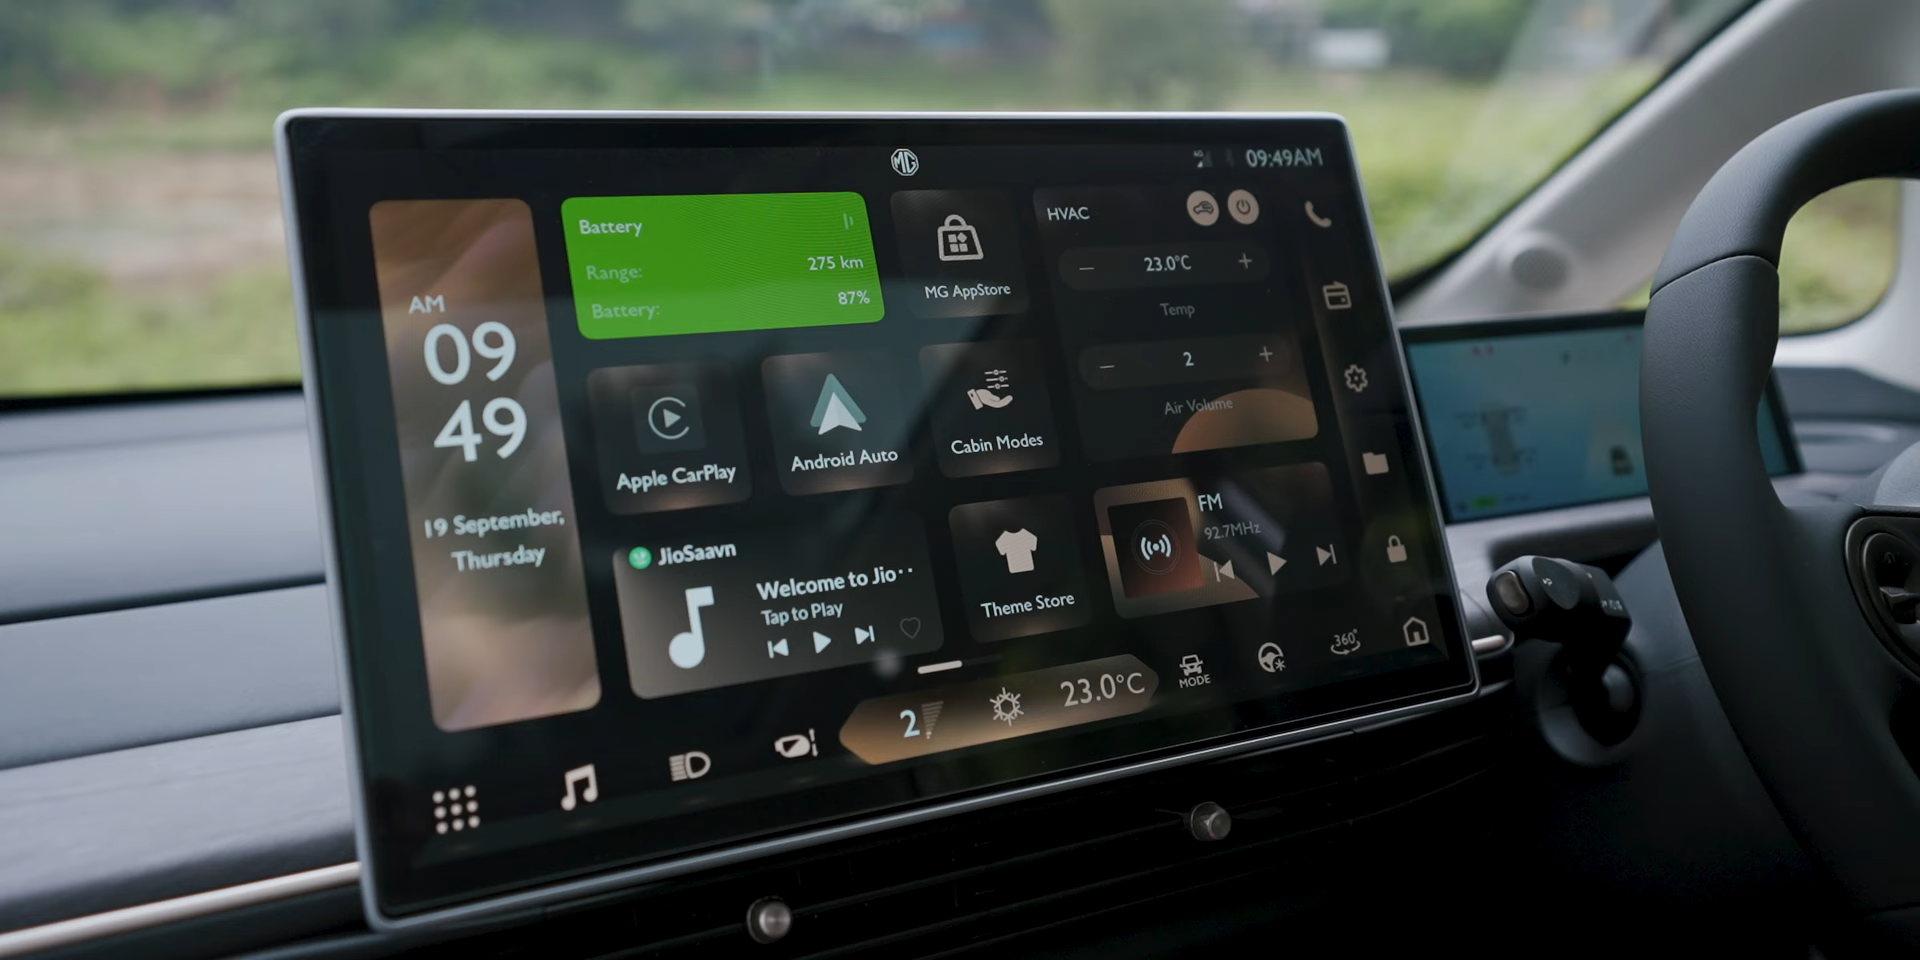 MG
09:49AM
AM
09
49
19 September,
Thursday
Battery
Range:
275 km
Battery:
87%
MG AppStore
HVAC
23.0°C
Temp
2
Air Volume
Apple CarPlay
Android Auto
Cabin Modes
JioSaavn
Welcome to Jio··
Tap to Play
Theme Store
FM
92.7MHz
2
23.0°C
MODE
360°